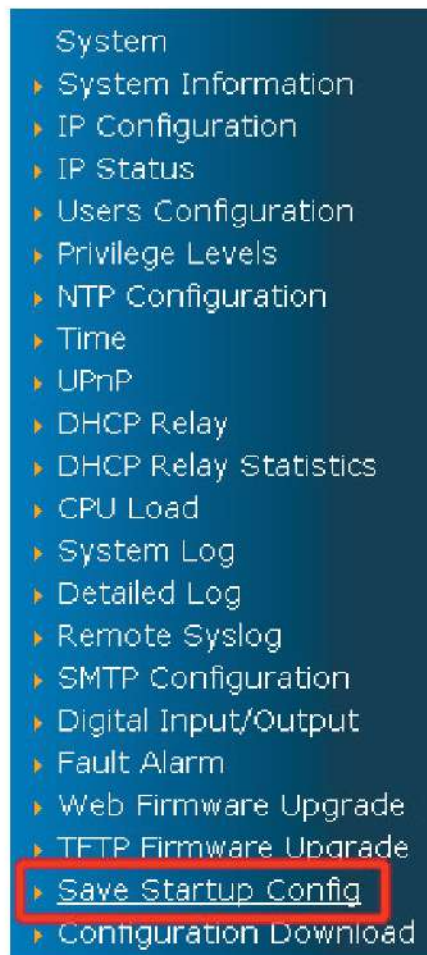 System
System Information
IP Configuration
IP Status
Users Configuration
Privilege Levels
NTP Configuration
Time
UPnP
DHCP Relay
DHCP Relay Statistics
CPU Load
System Log
Detailed Log
Remote Syslog
SMTP Configuration
Digital Input/Output
Fault Alarm
Web Firmware Upgrade
TFTP Firmware Upgrade
Save Startup Config
Configuration Download